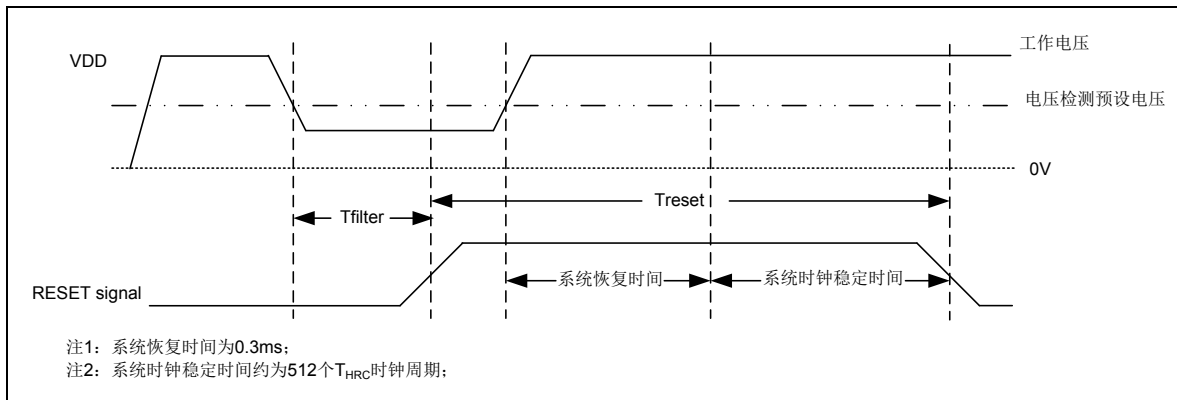 VDD
工作电压
电压检测预设电压
0V
Tfilter
Treset
系统恢复时间
系统时钟稳定时间
RESET signal
注1：系统恢复时间为0.3ms；
注2：系统时钟稳定时间约为512个THRC时钟周期；